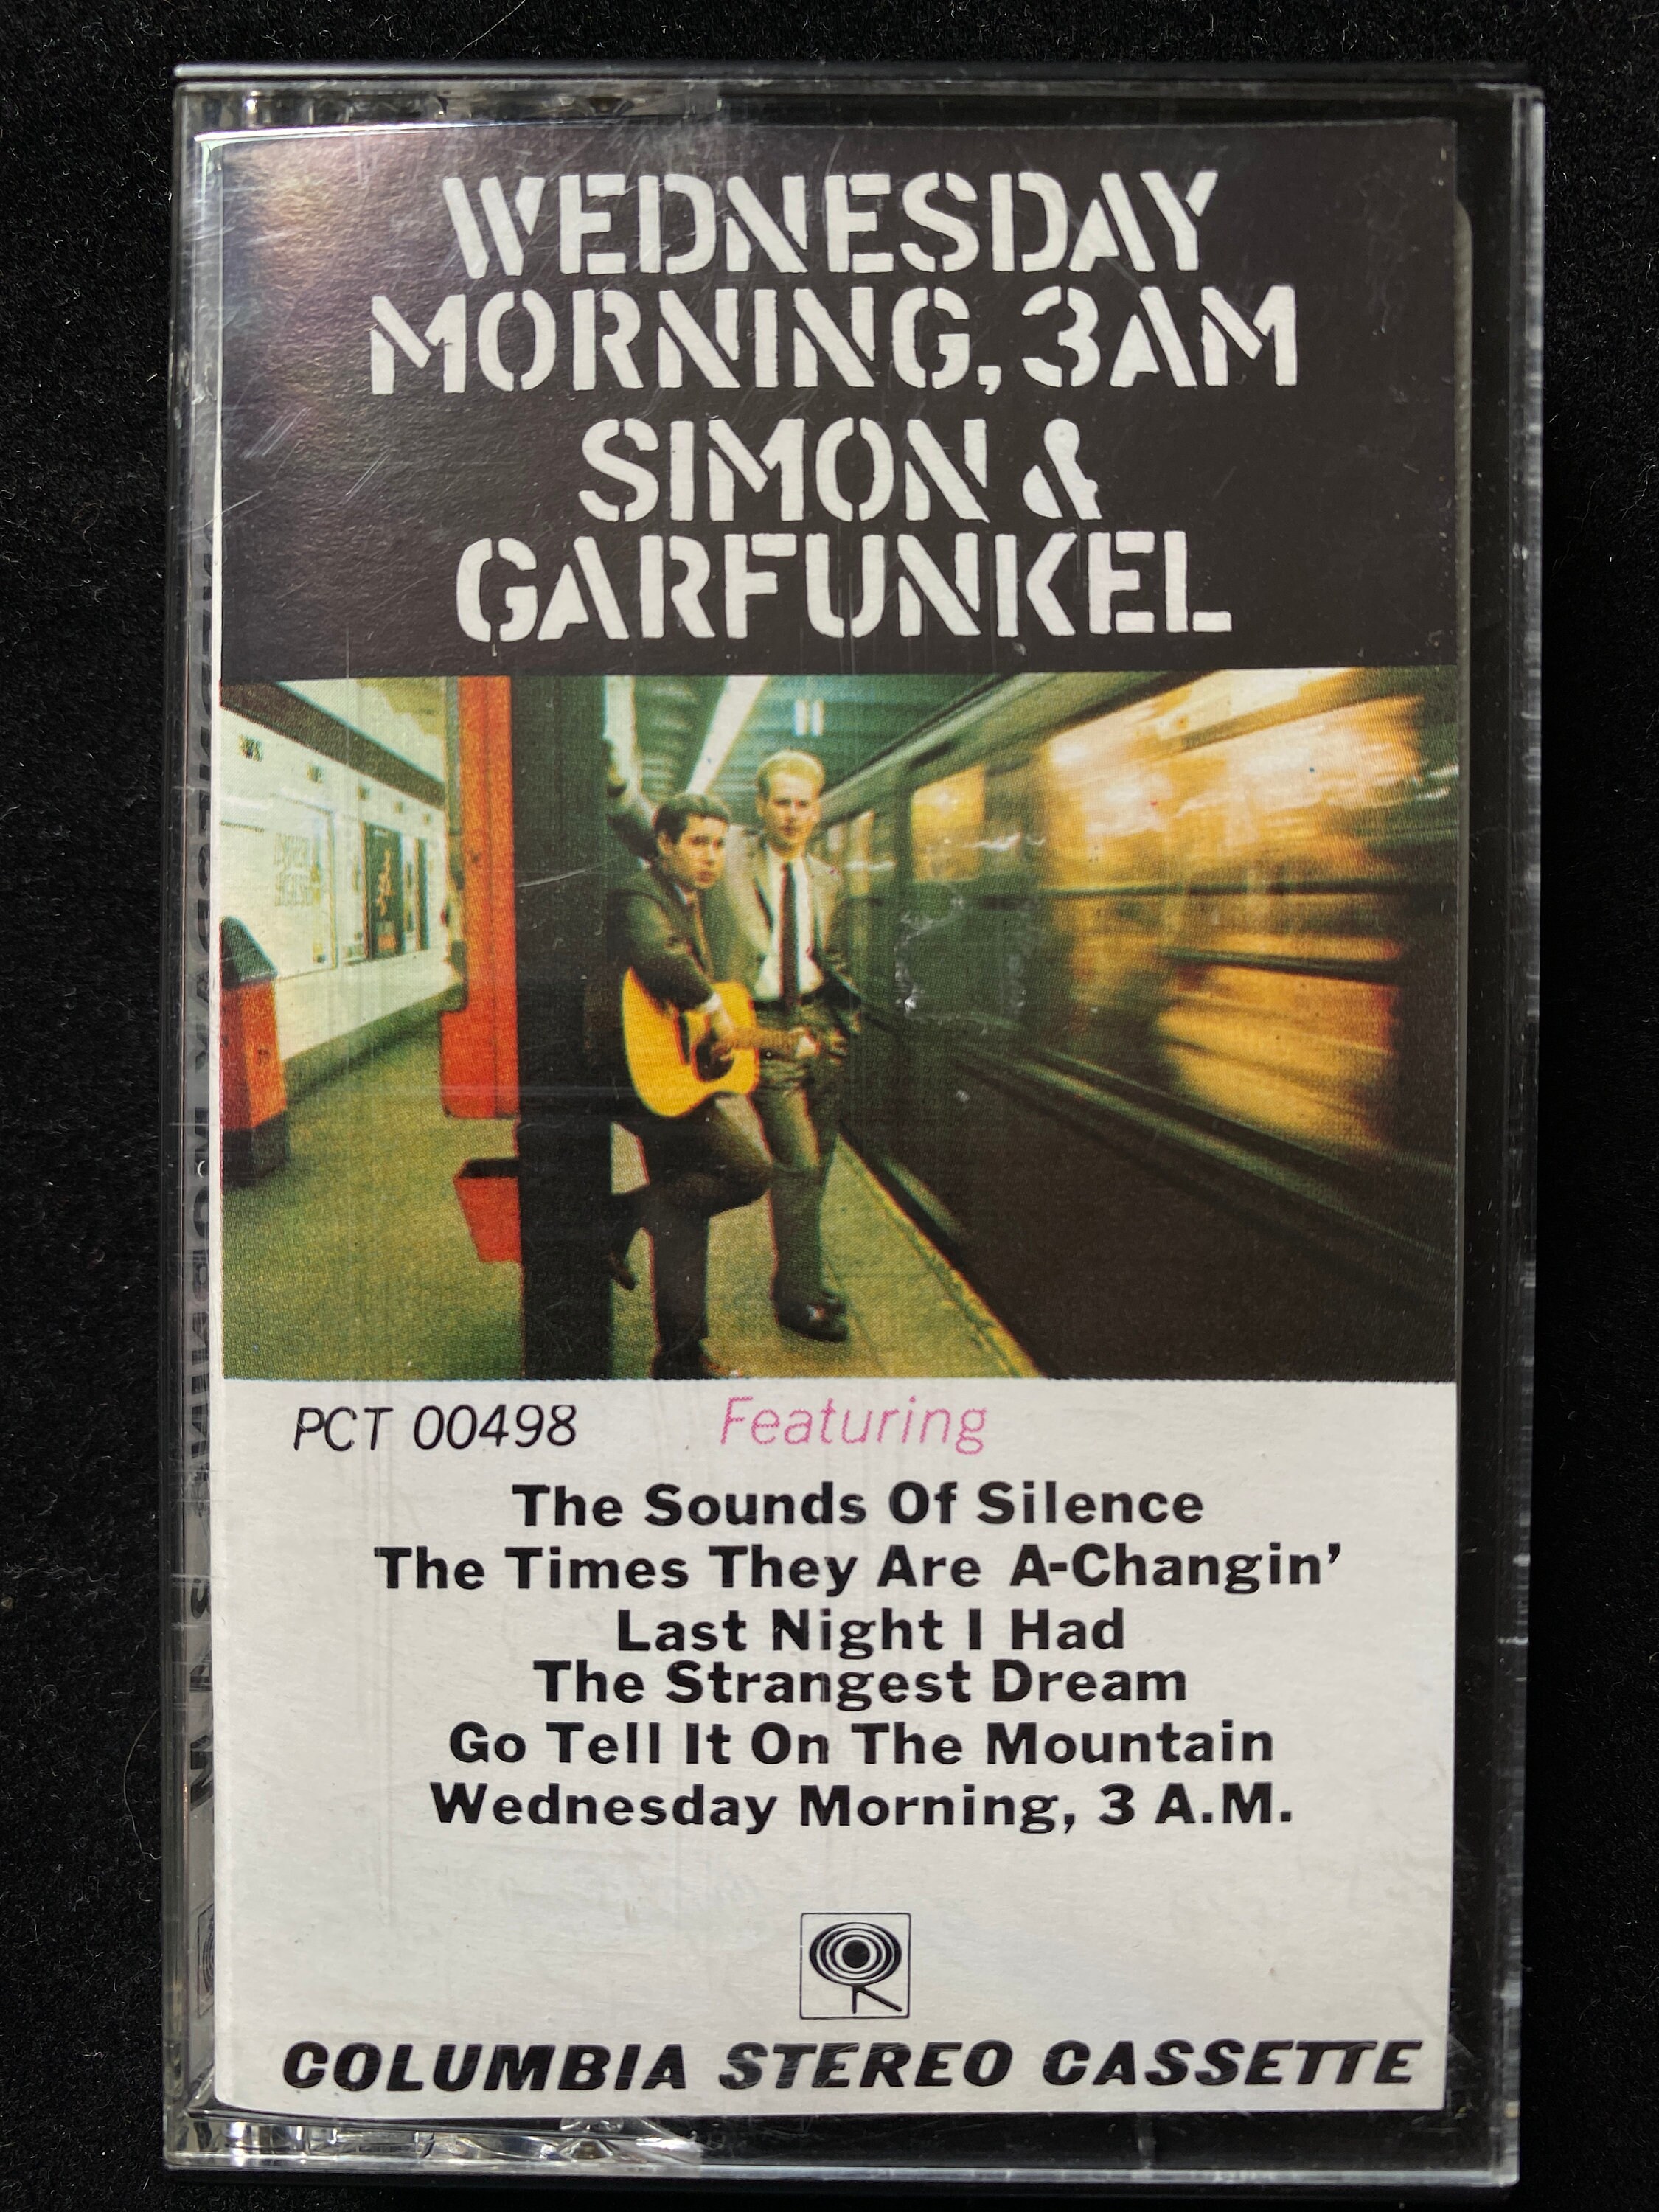 WEDNESDAY
MORNING, 3AM
SIMON &
GARFUNKEL
PCT 00498
Featuring
The Sounds Of Silence
The Times They Are A-Changin’
Last Night I Had
The Strangest Dream
Go Tell It On The Mountain
Wednesday Morning, 3 A.M.
COLUMBIA STEREO CASSETTE